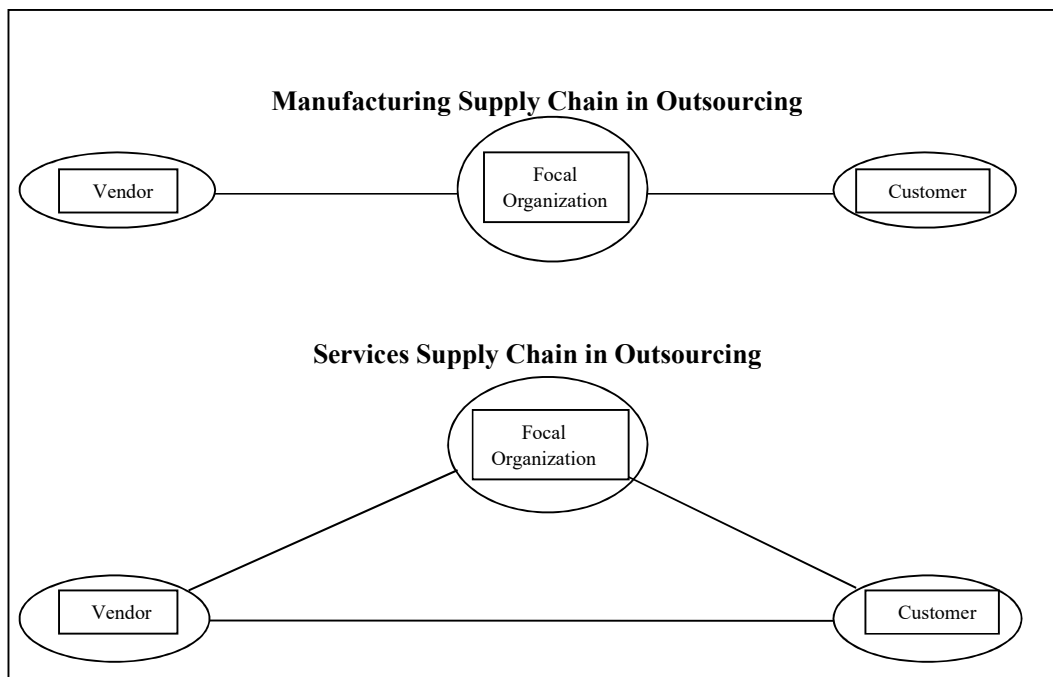 Manufacturing Supply Chain in Outsourcing
Vendor
Focal
Organization
Customer
Services Supply Chain in Outsourcing
Focal
Organization
Vendor
Customer